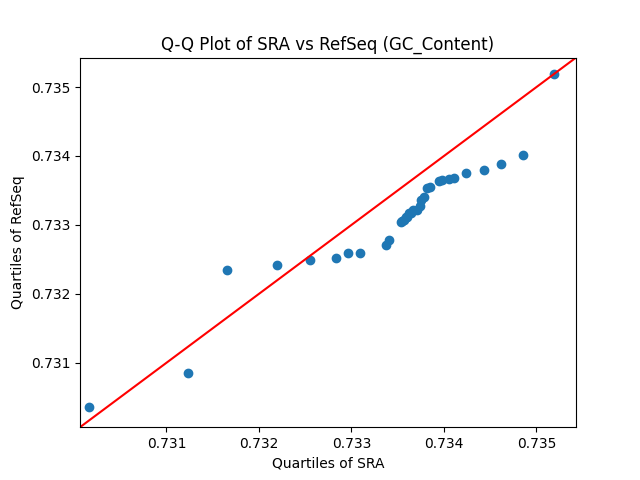 Q-Q Plot of SRA vs RefSeq (GC_Content)
Quartiles of RefSeq
0.735
0.734
0.733
0.732
0.731
0.731 0.732 0.733 0.734 0.735
Quartiles of SRA